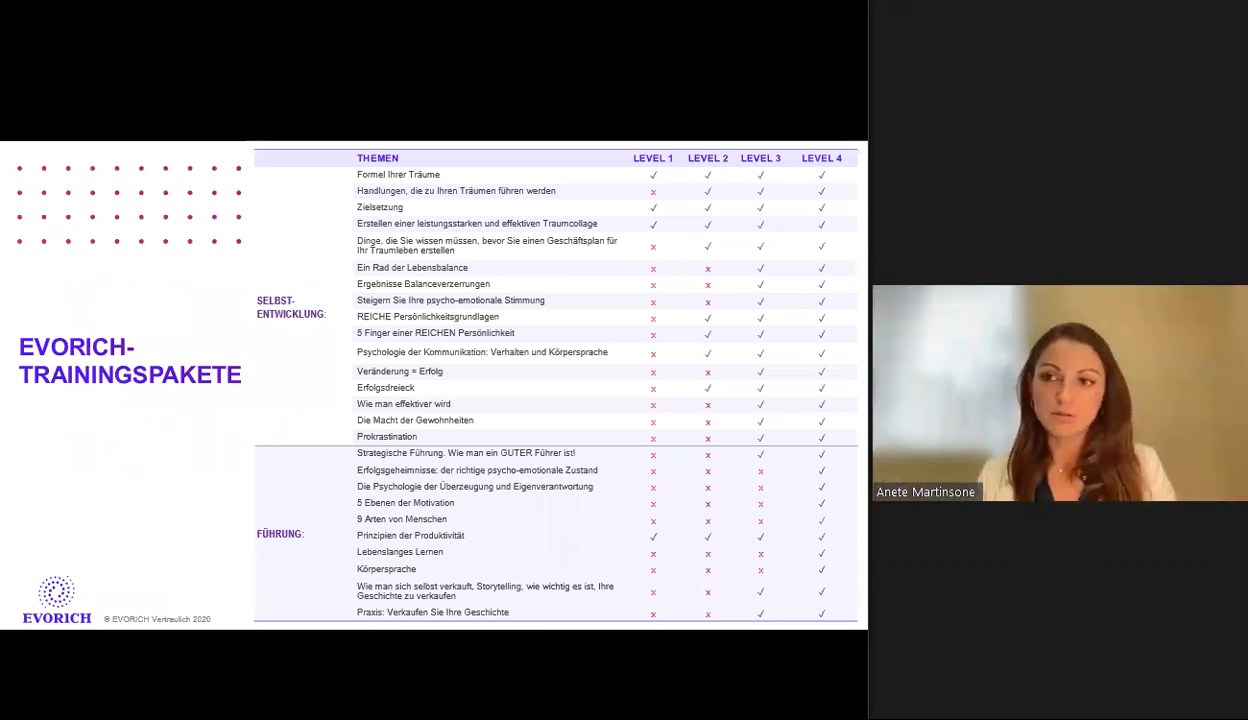 THEMEN LEVEL 1 LEVEL 2 LEVEL 3 LEVEL 4
Formel Ihrer Träume ✓ ✓ ✓ ✓
Handlungen, die zu Ihren Träumen führen werden x ✓ ✓ ✓
Zielsetzung ✓ ✓ ✓ ✓
Erstellen einer leistungsstarken und effektiven Traumcollage ✓ ✓ ✓ ✓
Dinge, die Sie wissen müssen, bevor Sie einen Geschäftsplan für
Ihr Traumleben erstellen x ✓ ✓ ✓
Ein Rad der Lebensbalance x x ✓ ✓
Ergebnisse Balanceverzerrungen x x ✓ ✓
SELBST-
ENTWICKLUNG:
Steigern Sie Ihre psycho-emotionale Stimmung x x ✓ ✓
REICHE Persönlichkeitsgrundlagen x ✓ ✓ ✓
5 Finger einer REICHEN Persönlichkeit x ✓ ✓ ✓
Psychologie der Kommunikation: Verhalten und Körpersprache x ✓ ✓ ✓
Veränderung = Erfolg x x ✓ ✓
Erfolgsdreieck x ✓ ✓ ✓
Wie man effektiver wird x x ✓ ✓
Die Macht der Gewohnheiten x x ✓ ✓
Prokrastination x x ✓ ✓
Strategische Führung. Wie man ein GUTER Führer ist! x x ✓ ✓
Erfolgsgeheimnisse: der richtige psycho-emotionale Zustand x x x ✓
Die Psychologie der Überzeugung und Eigenverantwortung x x x ✓
5 Ebenen der Motivation x x x ✓
9 Arten von Menschen x x x ✓
FÜHRUNG:
Prinzipien der Produktivität ✓ ✓ ✓ ✓
Lebenslanges Lernen x x x ✓
Körpersprache x x x ✓
Wie man sich selbst verkauft, Storytelling, wie wichtig es ist, Ihre
Geschichte zu verkaufen x x ✓ ✓
Praxis: Verkaufen Sie Ihre Geschichte x x ✓ ✓
EVORICH-
TRAININGSPAKETE
EVORICH
© EVORICH Vertraulich 2020
Anete Martinsone